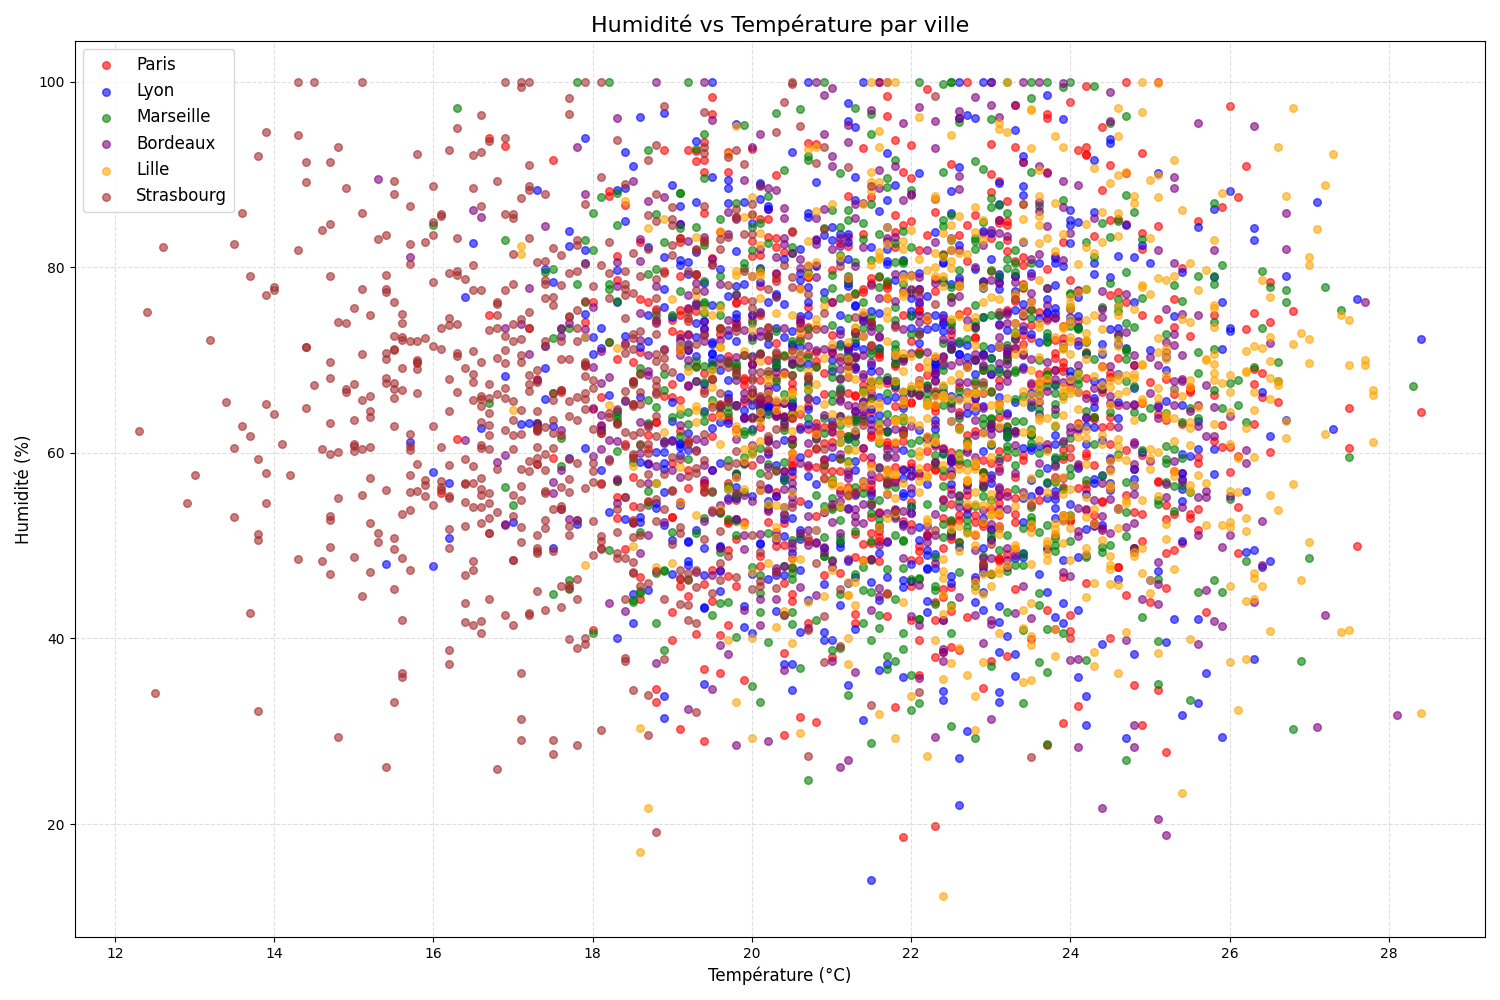 Humidité vs Température par ville
Paris
Lyon
Marseille
Bordeaux
Lille
Strasbourg
100
80
60
40
20
Humidité (%)
12 14 16 18 20 22 24 26 28
Température (°C)